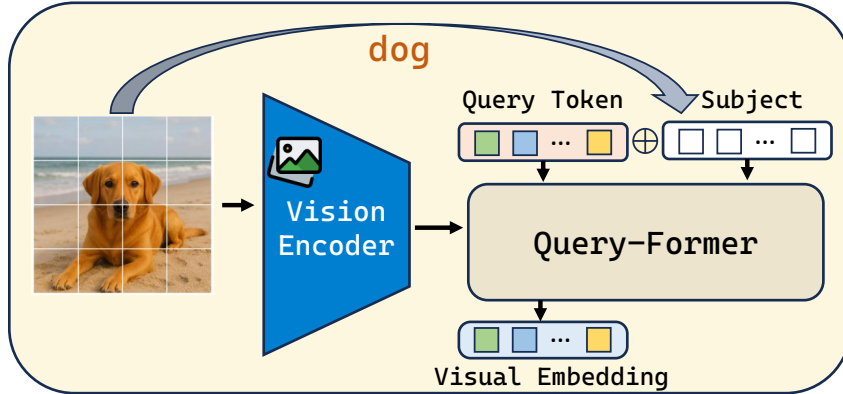 dog
Query Token
Subject
...
...
Vision
Encoder
Query-Former
...
Visual Embedding